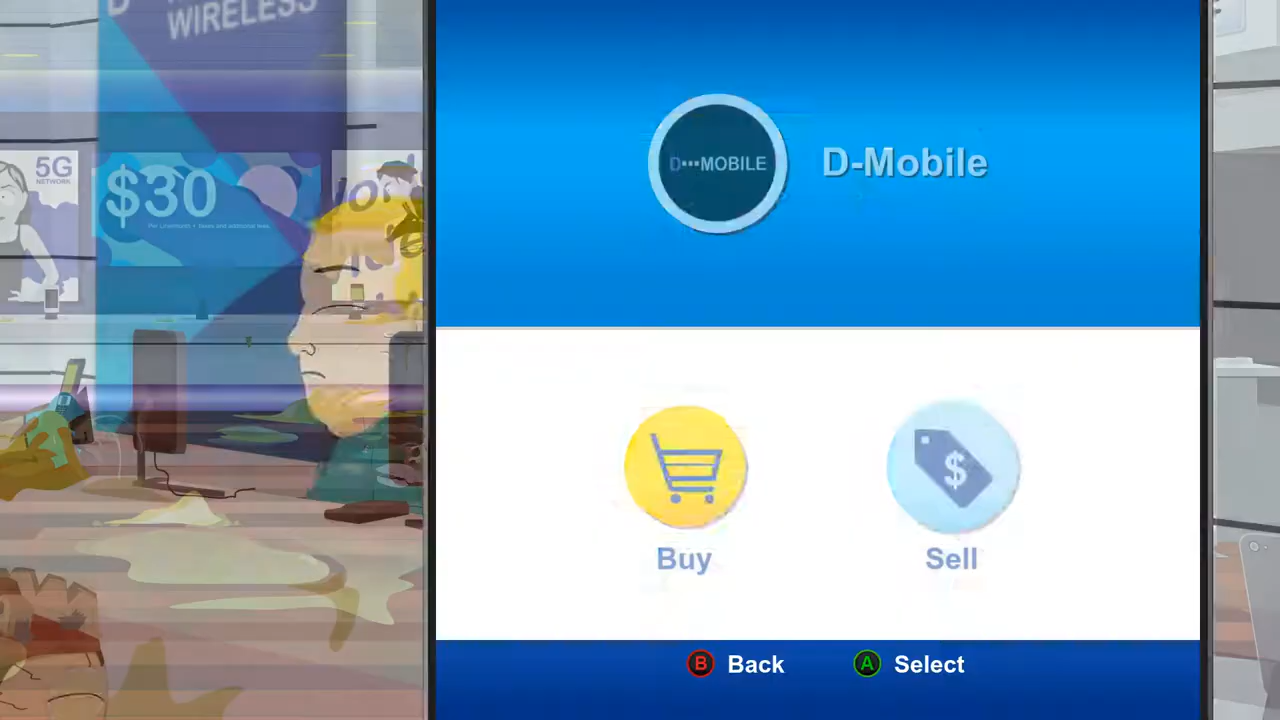 D
WIRELESS
5G
NETWORK
$30
D•••MOBILE
D-Mobile
$
Buy
Sell
B Back
A Select